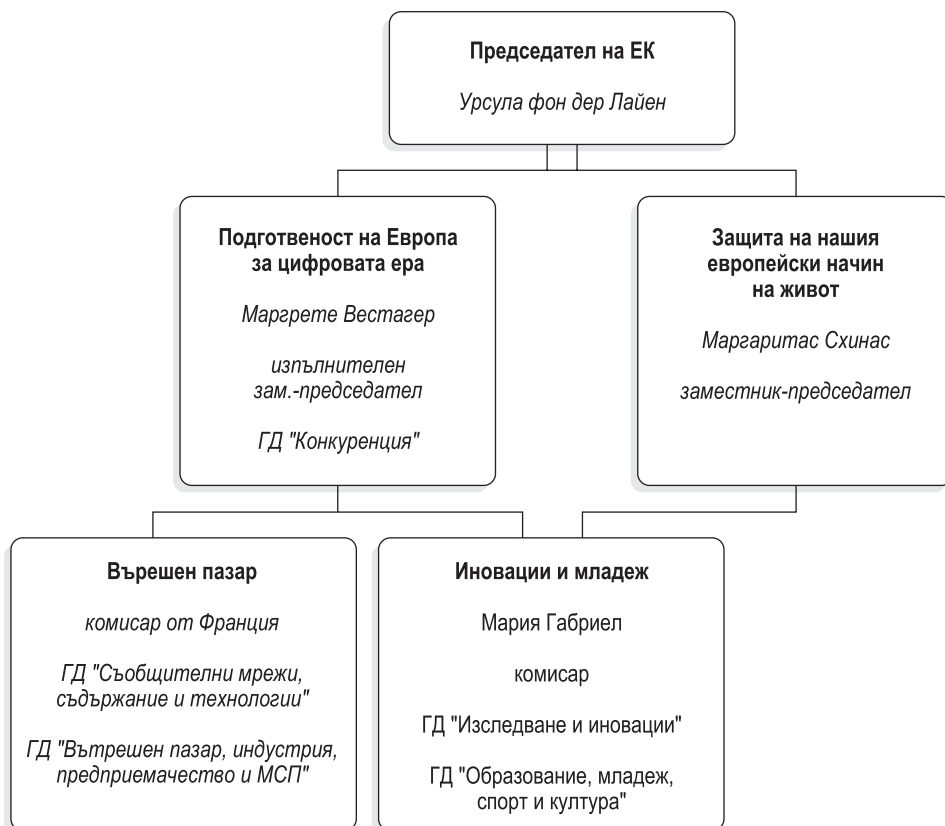 Председател на ЕК
Урсула фон дер Лайен
Подготвеност на Европа
за цифровата ера
Маргрете Вестагер
изпълнителен
зам.-председател
ГД "Конкуренция"
Защита на нашия
европейски начин
на живот
Маргаритас Схинас
заместник-председател
Върешен пазар
комисар от Франция
ГД "Съобщителни мрежи,
съдържание и технологии"
ГД "Вътрешен пазар, индустрия,
предприемачество и МСП"
Иновации и младеж
Мария Габриел
комисар
ГД "Изследване и иновации"
ГД "Образование, младеж,
спорт и култура"